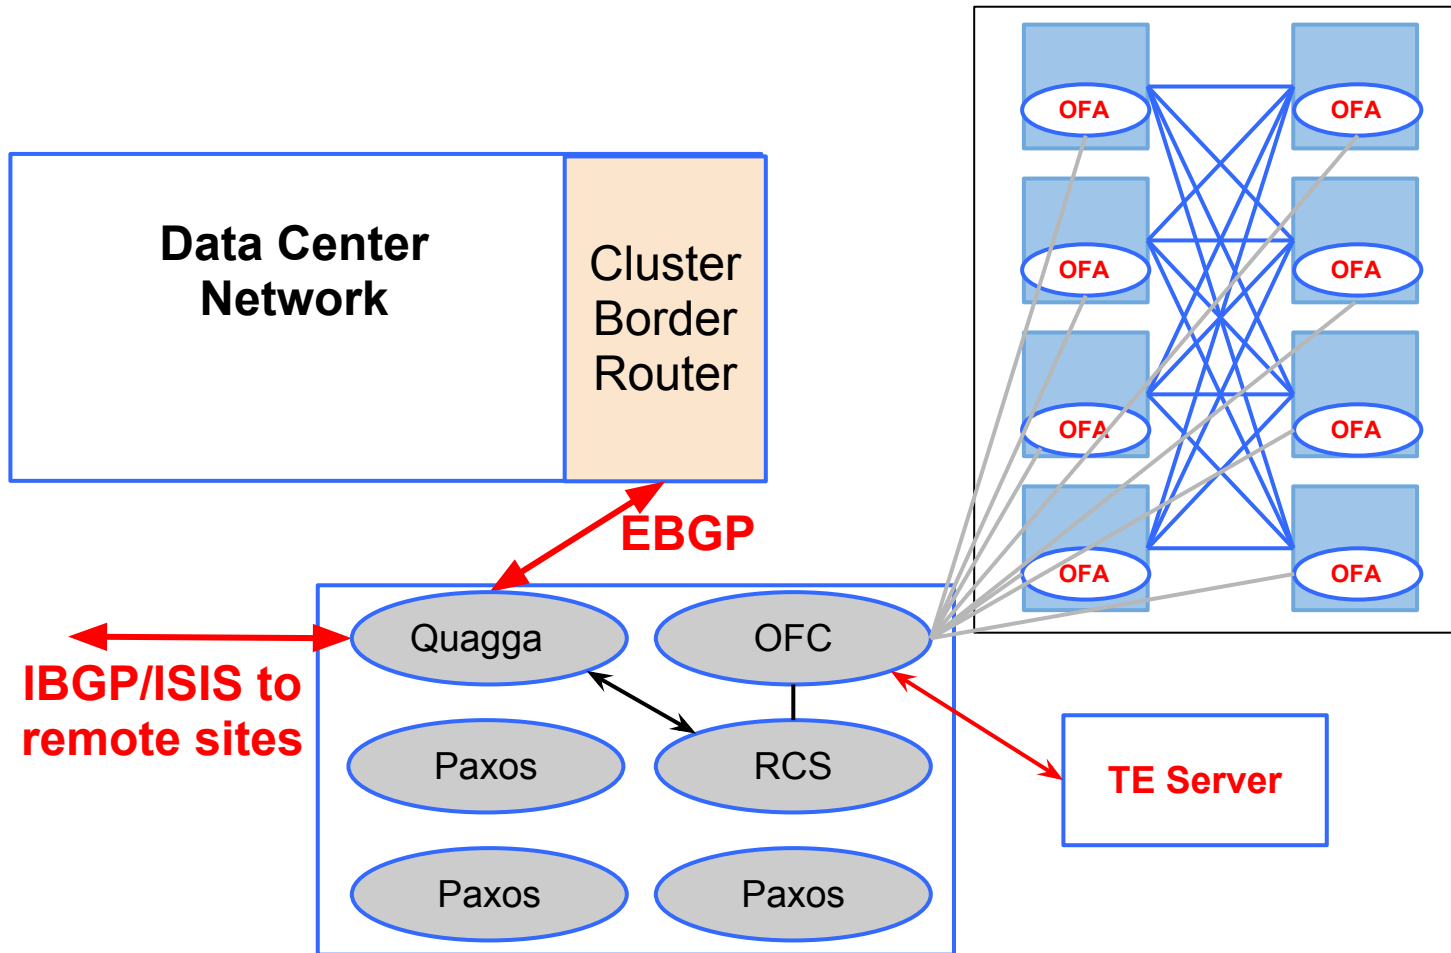 Data Center
Network
Cluster
Border
Router
OFA
OFA
OFA
OFA
OFA
OFA
OFA
OFA
EBGP
Quagga
OFC
IBGP/ISIS to
remote sites
Paxos
RCS
TE Server
Paxos
Paxos